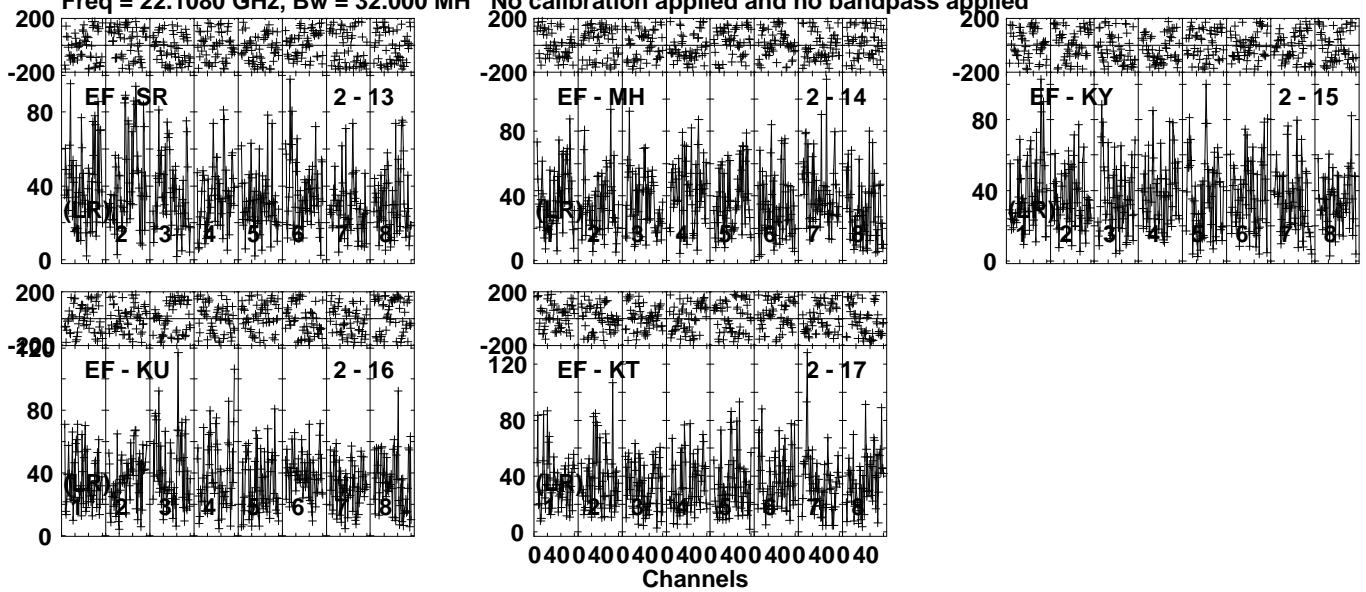 Freq = 22.1080 GHz, Bw = 32.000 MH No calibration applied and no bandpass applied
200 200 200
-200 -200 -200
EF - SR 2 - 13 EF - MH 2 - 14 EF - KY 2 - 15
80 80 80
40 40 40
(LR) (LR) (LR)
1 2 3 4 5 6 7 8 1 2 3 4 5 6 7 8 1 2 3 4 5 6 7 8
0 0 0
200 200
-200 -200
120 120
EF - KU 2 - 16 EF - KT 2 - 17
80 80
40 40
(LR) (LR)
1 2 3 4 5 6 7 8 1 2 3 4 5 6 7 8
0 0
0 40 0 40 0 40 0 40 0 40 0 40 0 40 0 40
Channels